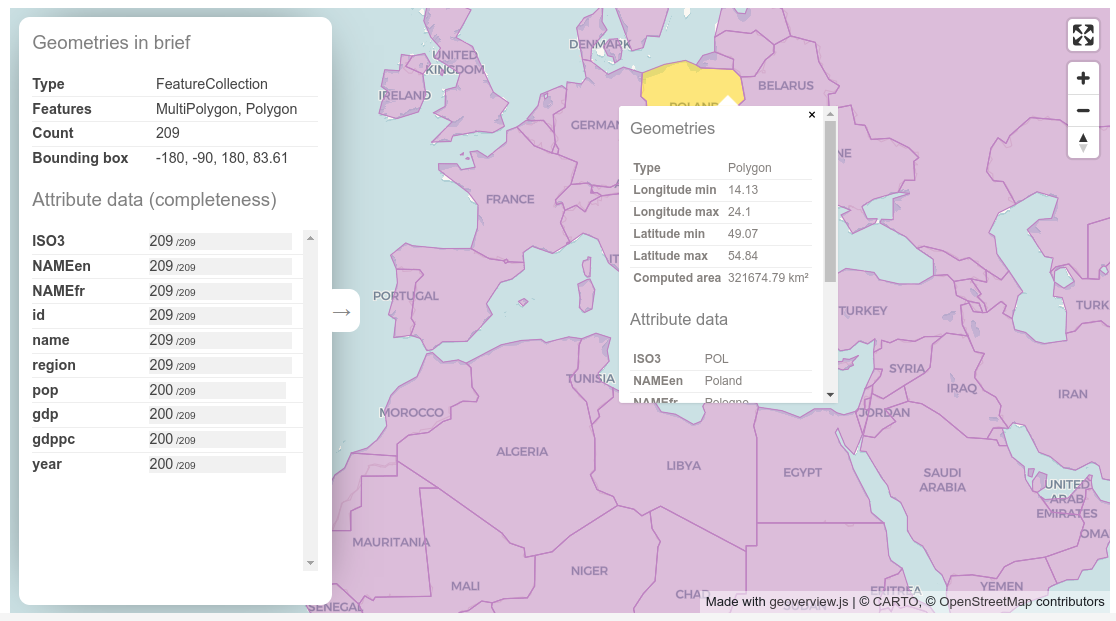 Geometries in brief
Type FeatureCollection
Features MultiPolygon, Polygon
Count 209
Bounding box -180, -90, 180, 83.61
Attribute data (completeness)
ISO3 209 /209
NAMEen 209 /209
NAMEfr 209 /209
id 209 /209
name 209 /209
region 209 /209
pop 200 /209
gdp 200 /209
gdppc 200 /209
year 200 /209
→
Geometries
×
Type Polygon
Longitude min 14.13
Longitude max 24.1
Latitude min 49.07
Latitude max 54.84
Computed area 321674.79 km²
Attribute data
ISO3 POL
NAMEen Poland
NAMEfr Pologne
DENMARK
UNITED
KINGDOM
IRELAND
BELARUS
POLAND
GERMAN
NE
FRANCE
IT
PORTUGAL
TURKEY
TURK
TUNISIA
SYRIA
IRAQ
IRAN
MOROCCO
JORDAN
ALGERIA
LIBYA
EGYPT
SAUDI
ARABIA
UNITED
ARAB
EMIRATES
OMA
MAURITANIA
MALI
NIGER
CHAD
ERITREA
YEMEN
SENEGAL
SUDAN
+
−
Made with geoverview.js | © CARTO, © OpenStreetMap contributors